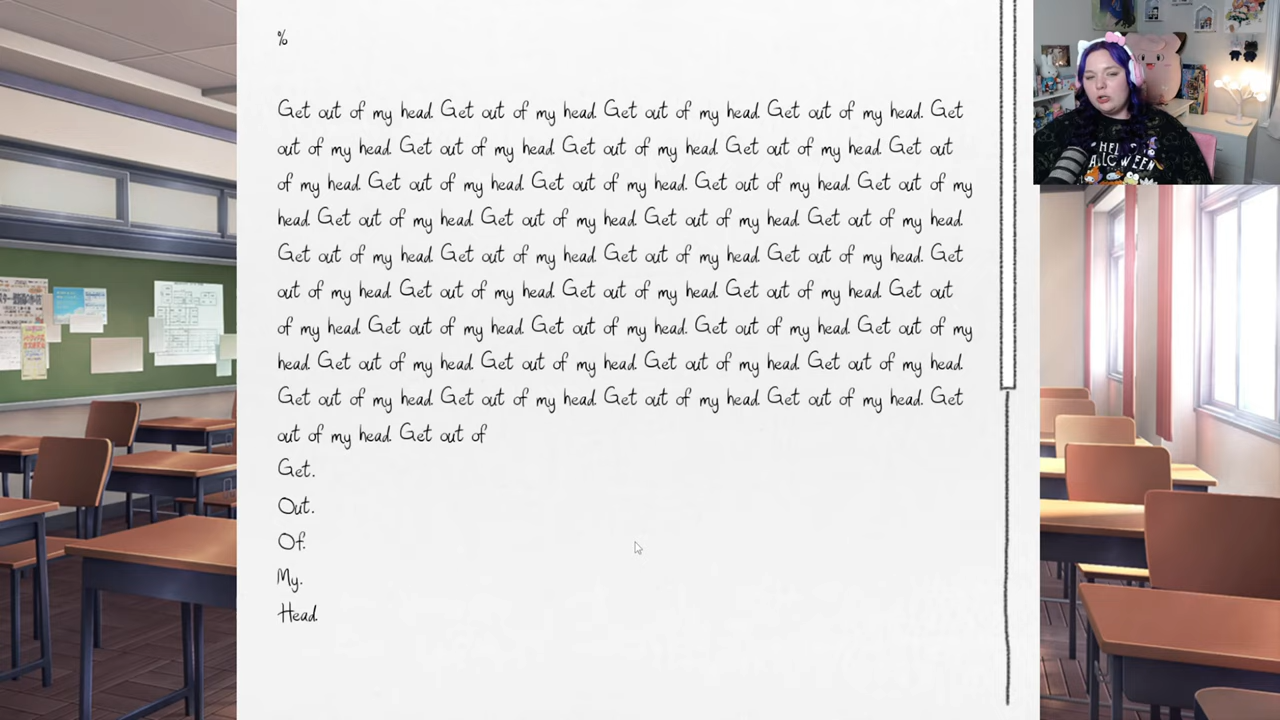 %
Get out of my head. Get out of my head. Get out of my head. Get out of my head. Get
out of my head. Get out of my head. Get out of my head. Get out of my head. Get out
of my head. Get out of my head. Get out of my head. Get out of my head. Get out of my
head. Get out of my head. Get out of my head. Get out of my head. Get out of my head.
Get out of my head. Get out of my head. Get out of my head. Get out of my head. Get
out of my head. Get out of my head. Get out of my head. Get out of my head. Get out
of my head. Get out of my head. Get out of my head. Get out of my head. Get out of my
head. Get out of my head. Get out of my head. Get out of my head. Get out of my head.
Get out of my head. Get out of my head. Get out of my head. Get out of my head. Get
out of my head. Get out of
Get.
Out.
Of.
My.
Head.
HALLOWEEN